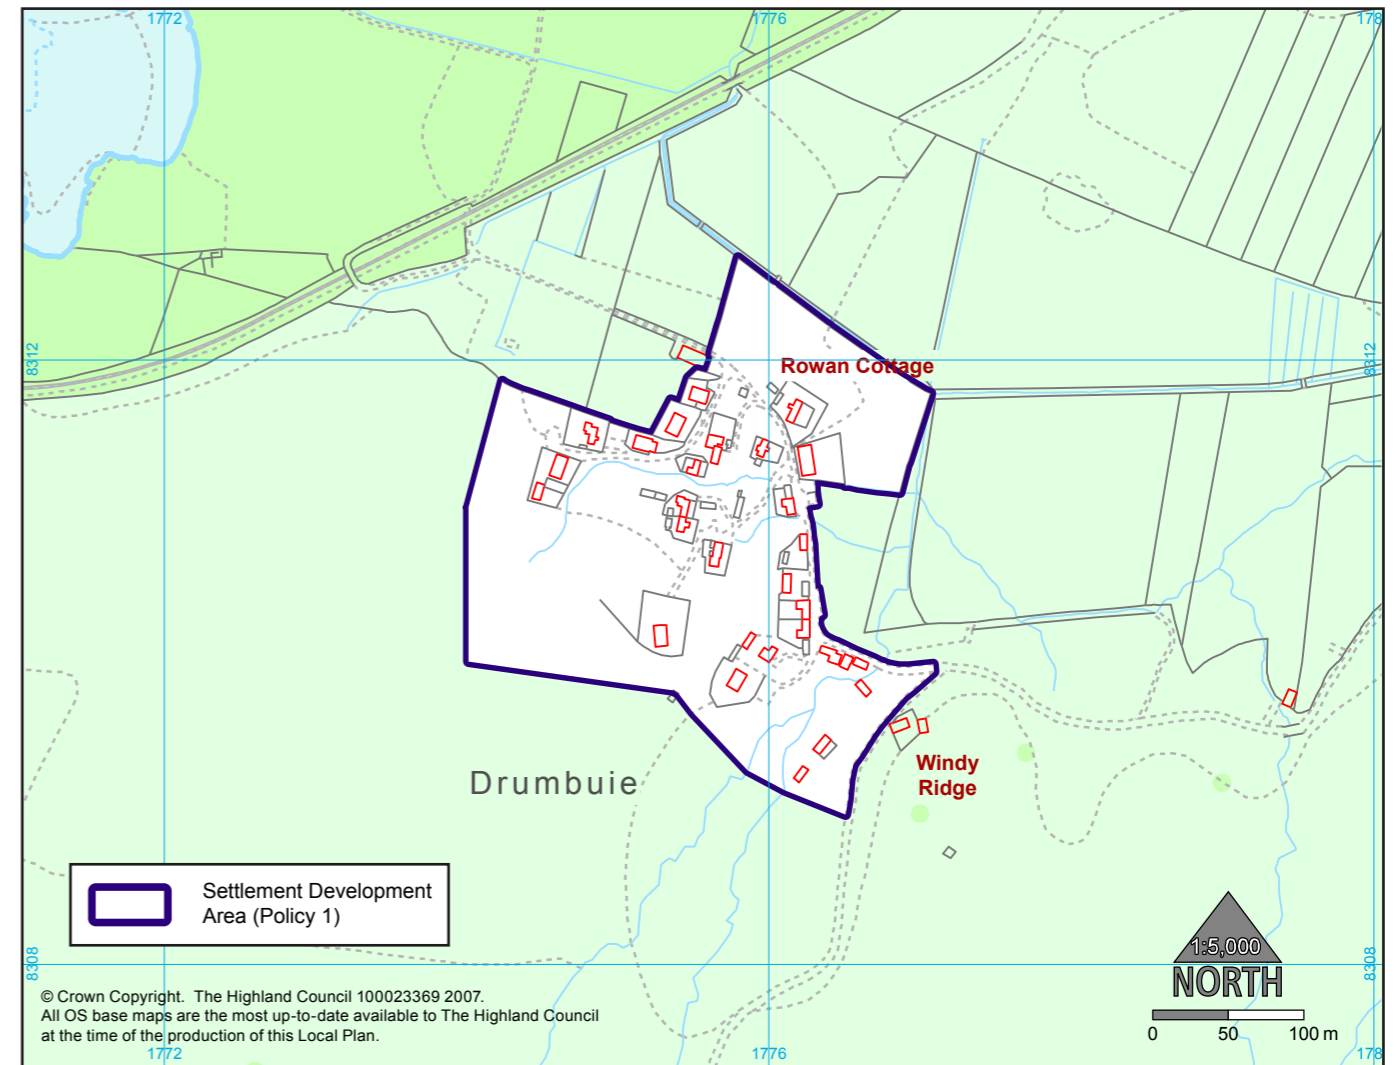 1772
1776
178
8312
Rowan Cottage
8312
Windy
Ridge
Drumbuie
Settlement Development
Area (Policy 1)
1:5,000
NORTH
0 50 100 m
8308
8308
© Crown Copyright. The Highland Council 100023369 2007.
All OS base maps are the most up-to-date available to The Highland Council
at the time of the production of this Local Plan.
1772
1776
178